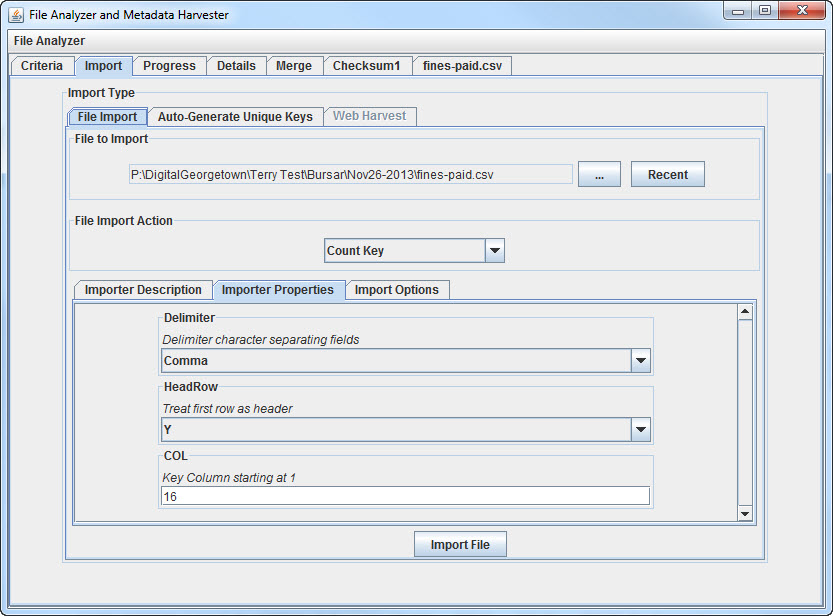 File Analyzer and Metadata Harvester
File Analyzer
Criteria Import Progress Details Merge Checksum1 fines-paid.csv
Import Type
File Import Auto-Generate Unique Keys Web Harvest
File to Import
P:\DigitalGeorgetown\Terry Test\Bursar\Nov26-2013\fines-paid.csv ... Recent
File Import Action
Count Key
Importer Description Importer Properties Import Options
Delimiter
Delimiter character separating fields
Comma
HeadRow
Treat first row as header
Y
COL
Key Column starting at 1
16
Import File